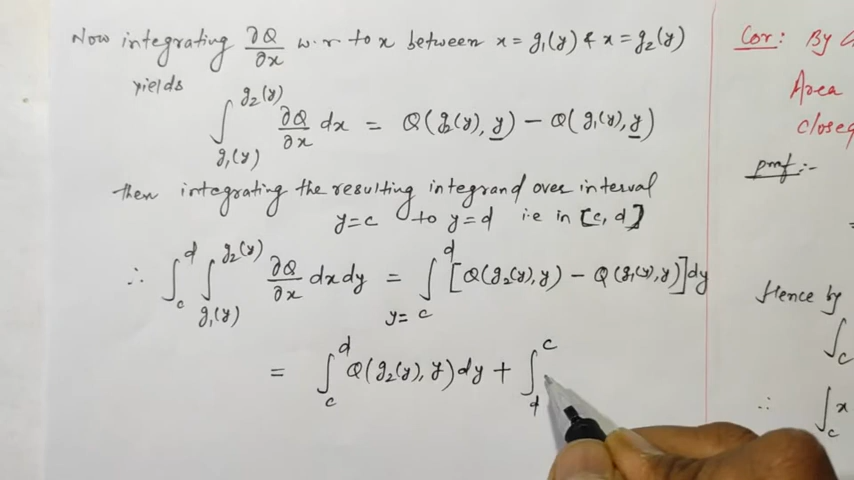 Now integrating ∂Q/∂x w.r to x between x = g₁(y) & x = g₂(y)
yields
∫_{g₁(y)}^{g₂(y)} ∂Q/∂x dx = Q(g₂(y), y) − Q(g₁(y), y)
then integrating the resulting integrand over interval
y=c to y=d i.e in [c, d]
∴ ∫_c^d ∫_{g₁(y)}^{g₂(y)} ∂Q/∂x dx dy = ∫_{y=c}^d [Q(g₂(y), y) − Q(g₁(y), y)] dy
= ∫_c^d Q(g₂(y), y) dy + ∫_d^c
Cor: By
Area
closed
proof:-
Hence by
∫_c
∴ ∫_c x